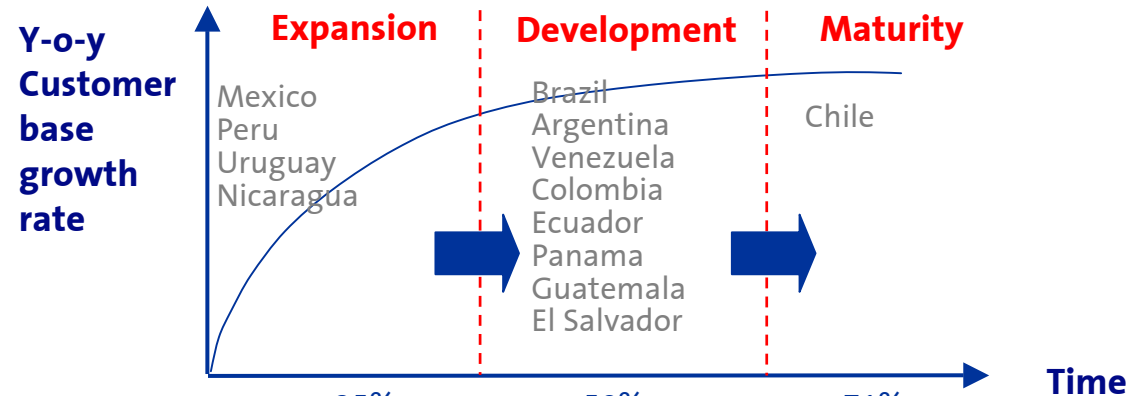 Y-o-y
Customer
base
growth
rate
Expansion
Development
Maturity
Mexico
Peru
Uruguay
Nicaragua
Brazil
Argentina
Venezuela
Colombia
Ecuador
Panama
Guatemala
El Salvador
Chile
Time